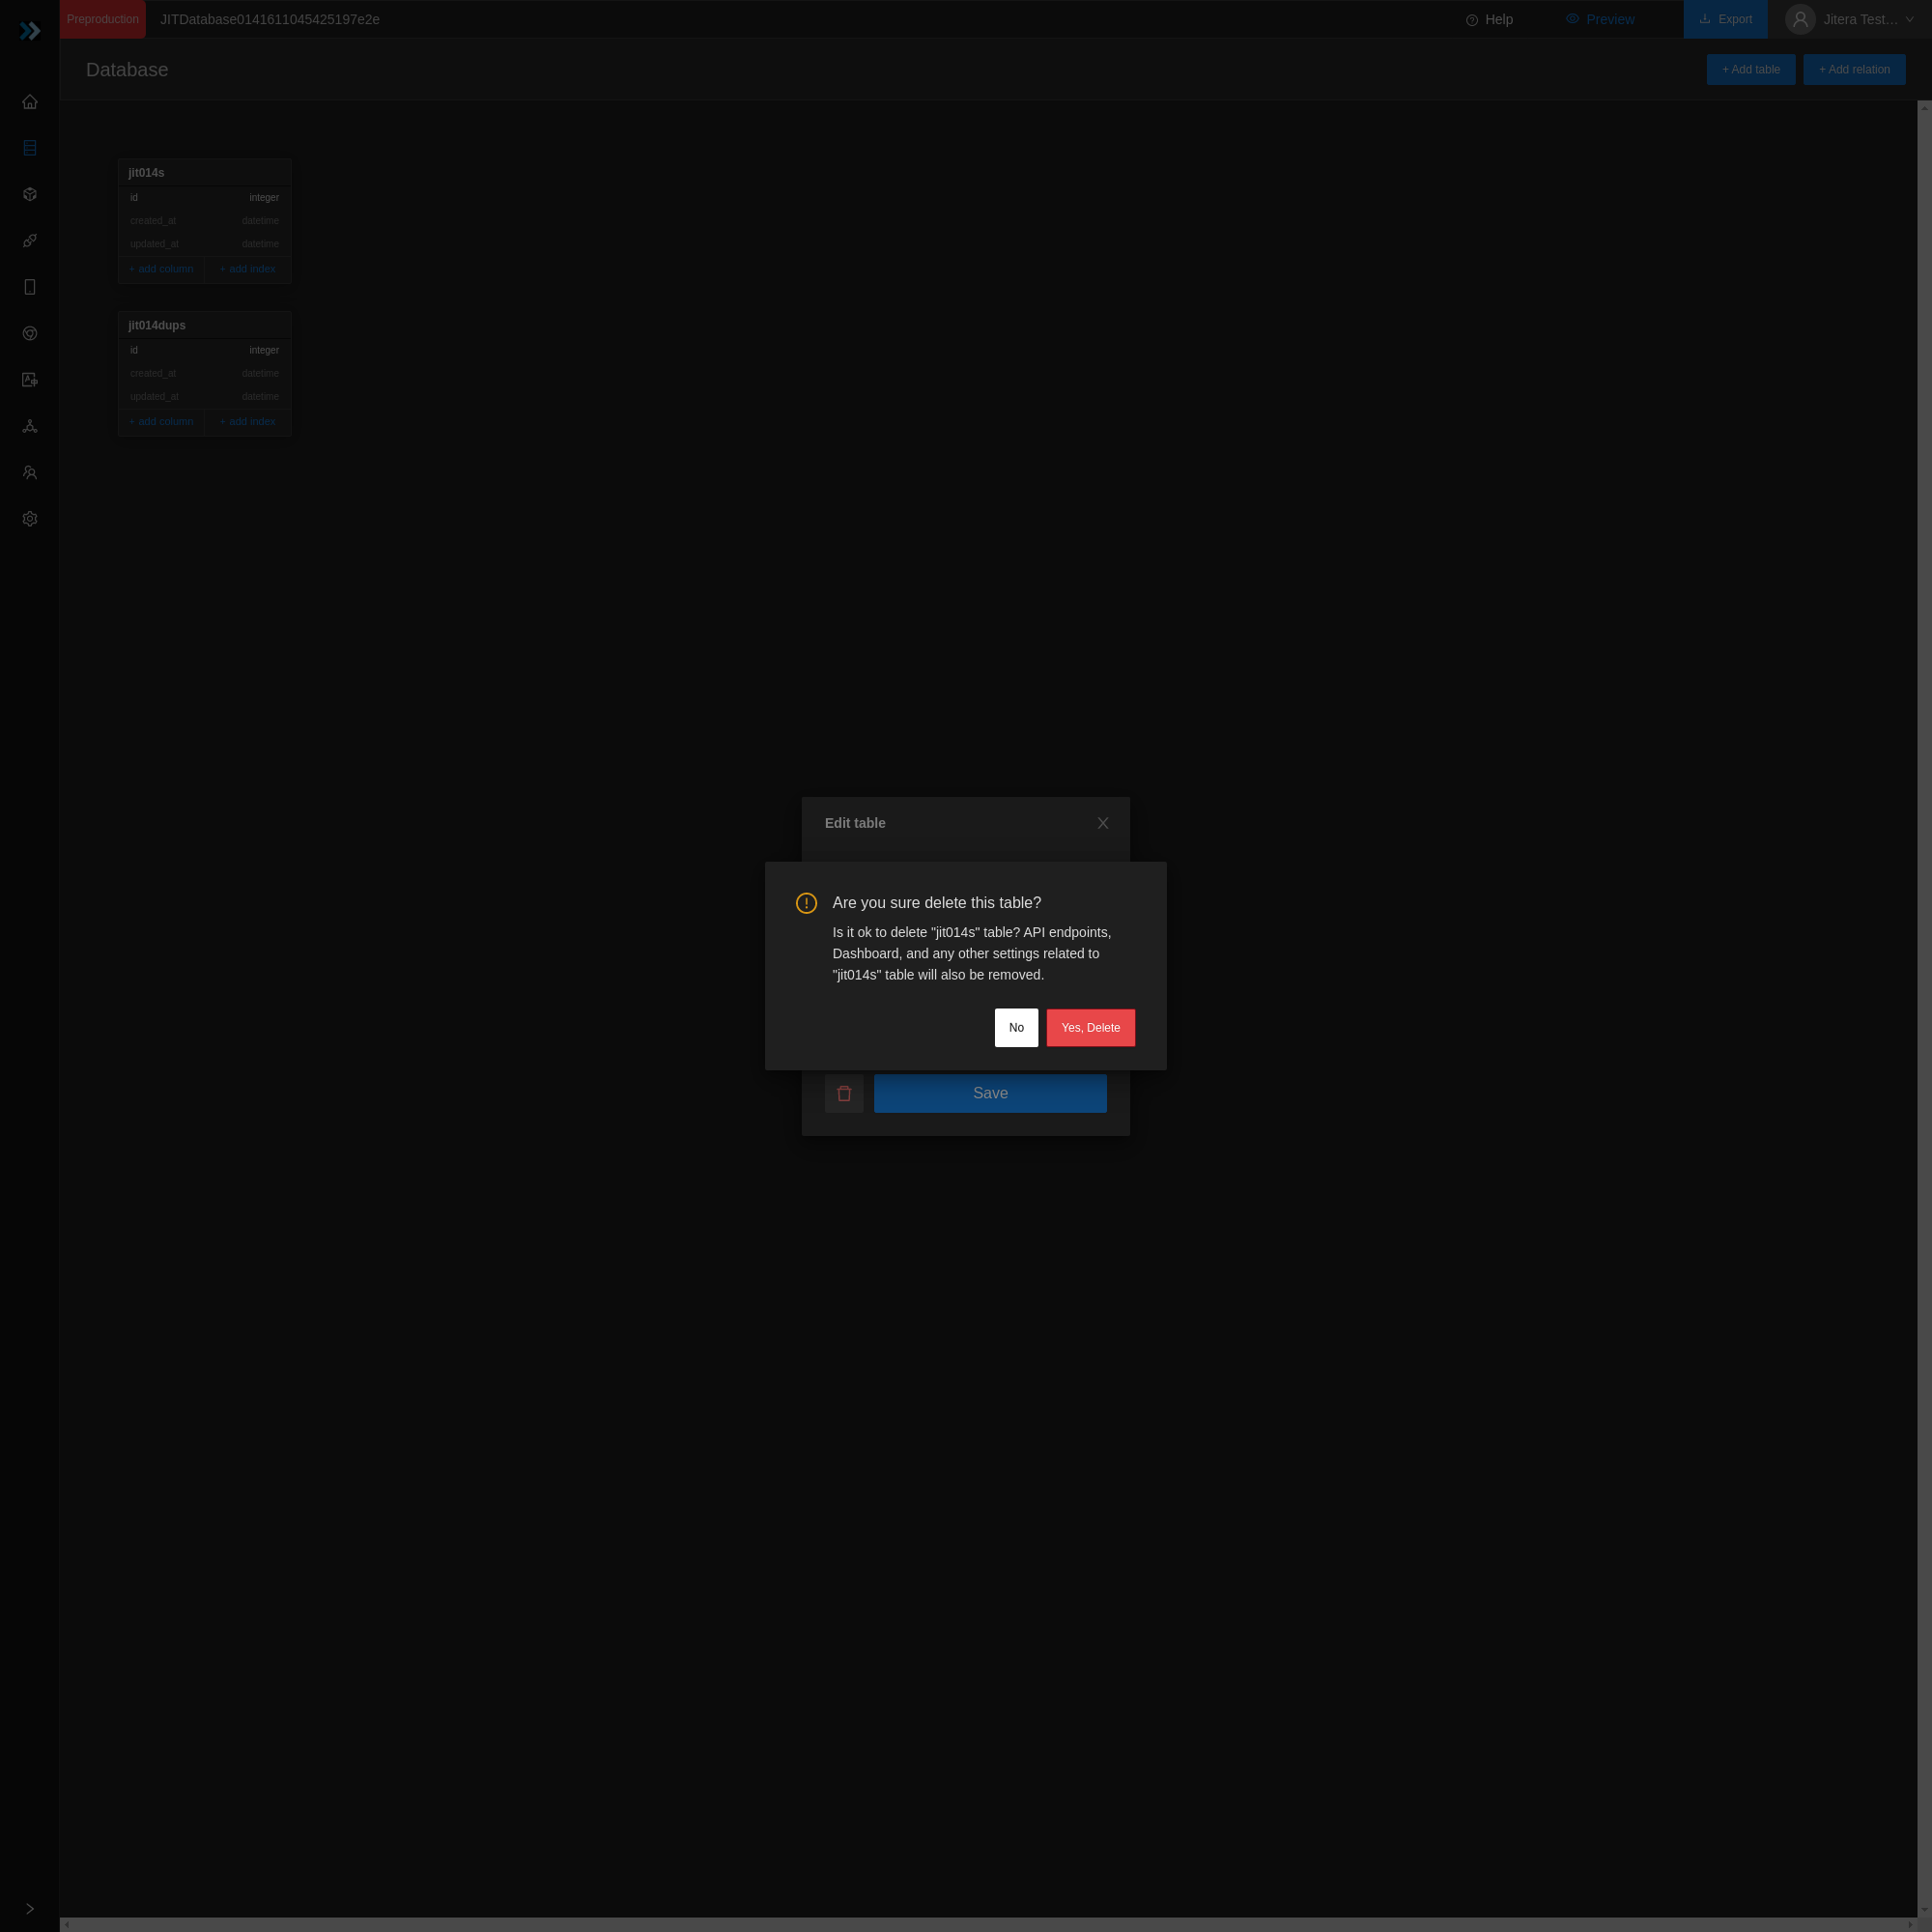 Preproduction JITDatabase0141611045425197e2e Help Preview Export Jitera Test...
Database + Add table + Add relation
jit014s
id integer
created_at datetime
updated_at datetime
+ add column + add index
jit014dups
id integer
created_at datetime
updated_at datetime
+ add column + add index
Edit table
Are you sure delete this table?
Is it ok to delete "jit014s" table? API endpoints,
Dashboard, and any other settings related to
"jit014s" table will also be removed.
No Yes, Delete
Save